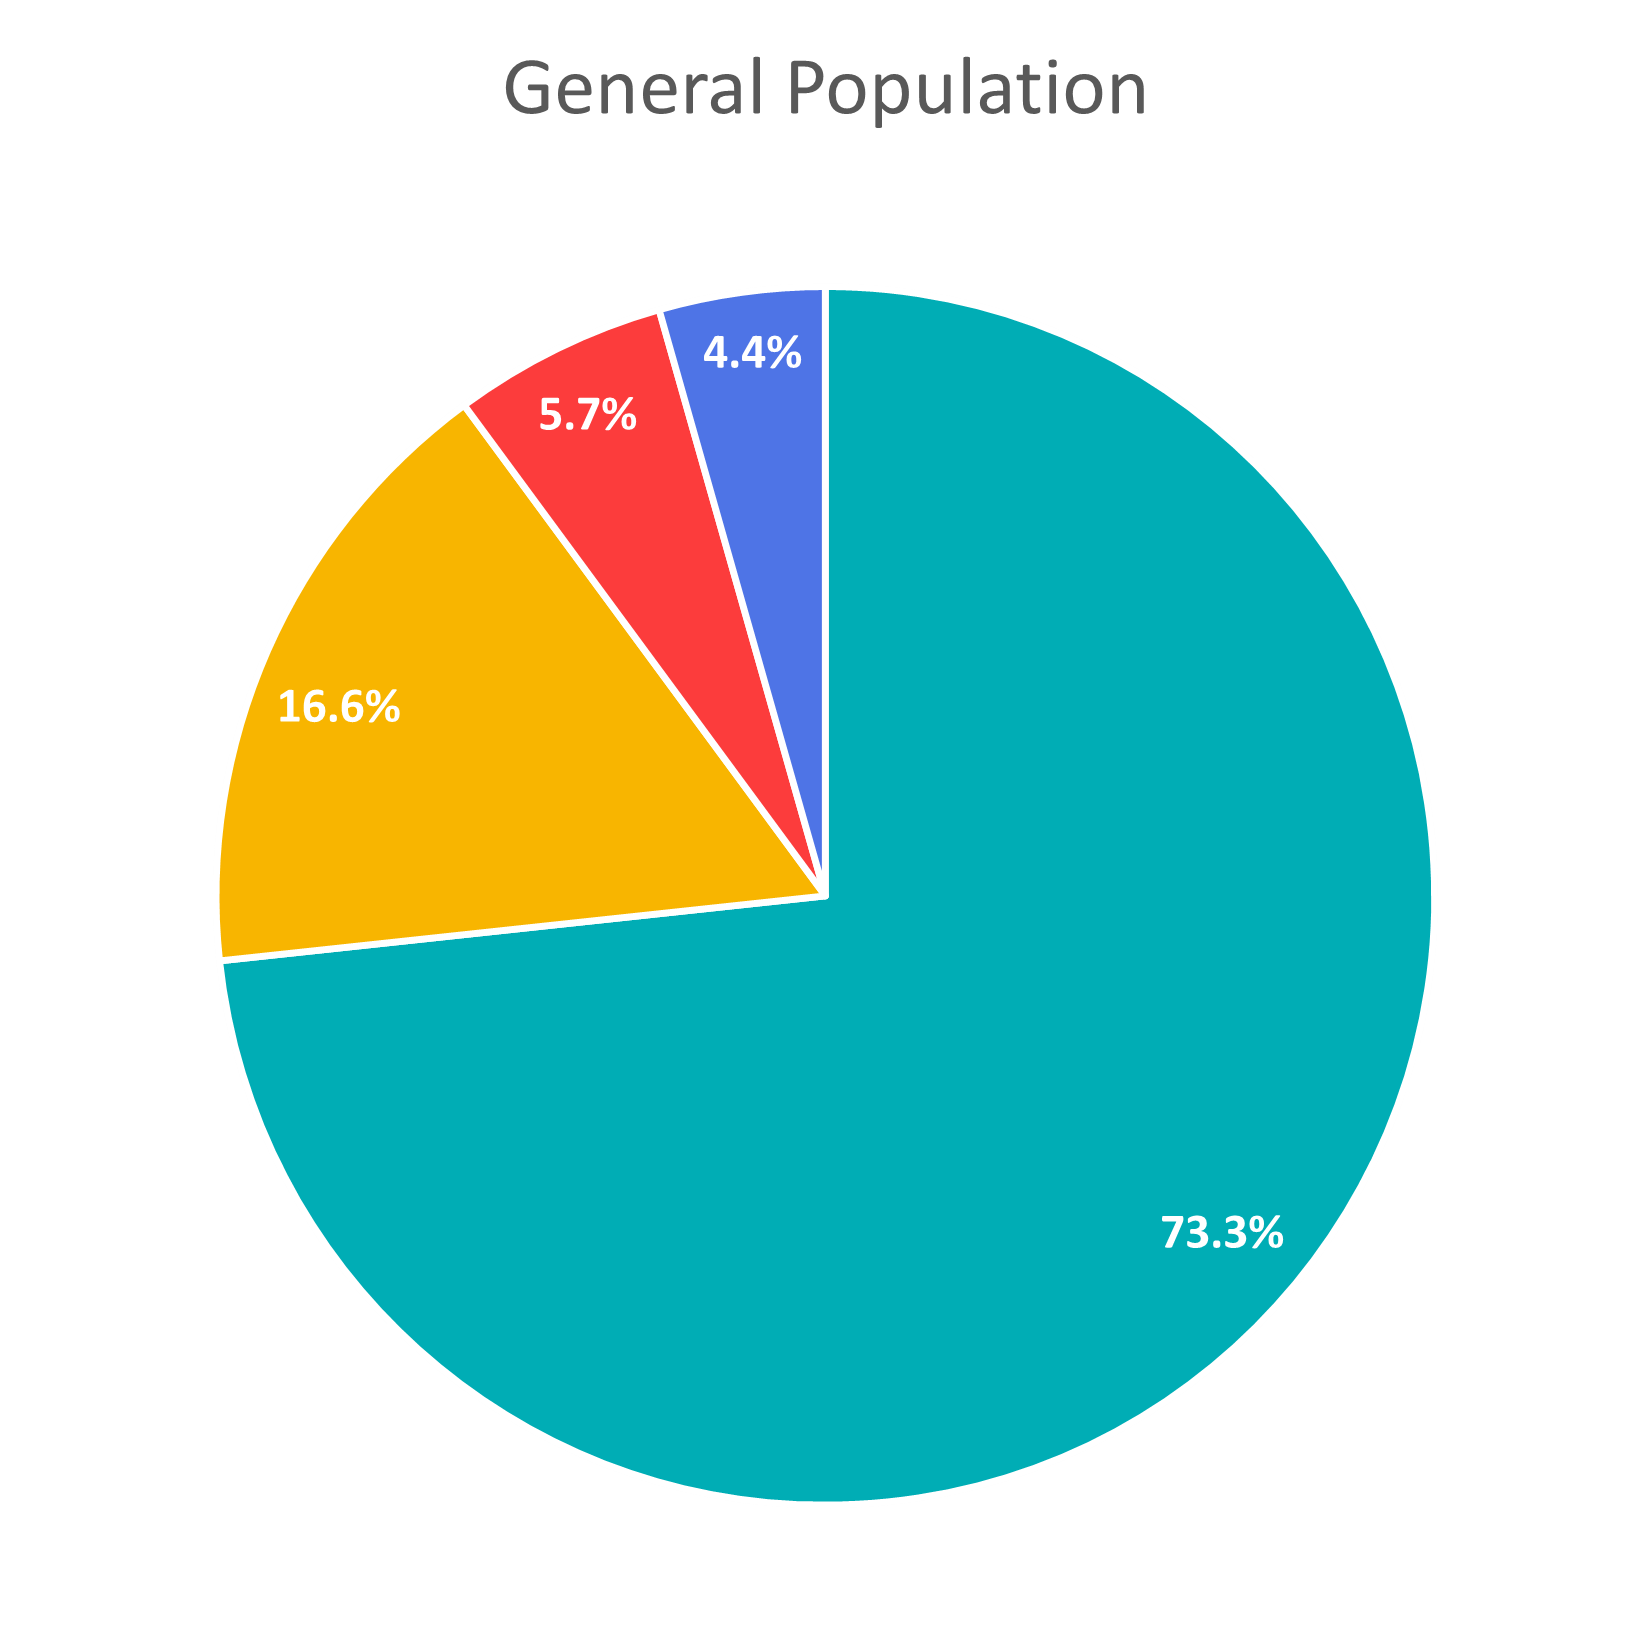 General Population
4.4%
5.7%
16.6%
73.3%